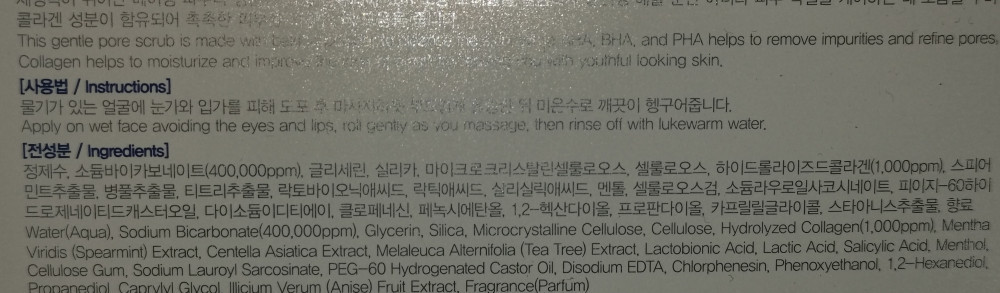 콜라겐 성분이 함유되어 촉촉한
This gentle pore scrub is made BHA, and PHA helps to remove impurities and refine pores.
Collagen helps to moisturize and youthful looking skin.
[사용법 / Instructions]
물기가 있는 얼굴에 눈가와 입가를 피해 도포 후 뒤 미온수로 깨끗이 헹구어줍니다.
Apply on wet face avoiding the eyes and lips, roll gently as you massage, then rinse off with lukewarm water.
[전성분 / Ingredients]
정제수, 소듐바이카보네이트(400,000ppm), 글리세린, 실리카, 마이크로크리스탈린셀룰로오스, 셀룰로오스, 하이드롤라이즈드콜라겐(1,000ppm), 스피어
민트추출물, 병풀추출물, 티트리추출물, 락토바이오닉애씨드, 락틱애씨드, 살리실릭애씨드, 멘톨, 셀룰로오스검, 소듐라우로일사코시네이트, 피이지-60하이
드로제네이티드캐스터오일, 다이소듐이디티에이, 클로페네신, 페녹시에탄올, 1,2-헥산다이올, 프로판다이올, 카프릴릴글라이콜, 스타아니스추출물, 향료
Water(Aqua), Sodium Bicarbonate(400,000ppm), Glycerin, Silica, Microcrystalline Cellulose, Cellulose, Hydrolyzed Collagen(1,000ppm), Mentha
Viridis (Spearmint) Extract, Centella Asiatica Extract, Melaleuca Alternifolia (Tea Tree) Extract, Lactobionic Acid, Lactic Acid, Salicylic Acid, Menthol,
Cellulose Gum, Sodium Lauroyl Sarcosinate, PEG-60 Hydrogenated Castor Oil, Disodium EDTA, Chlorphenesin, Phenoxyethanol, 1,2-Hexanediol,
Propanediol, Caprylyl Glycol, Illicium Verum (Anise) Fruit Extract, Fragrance(Parfum)